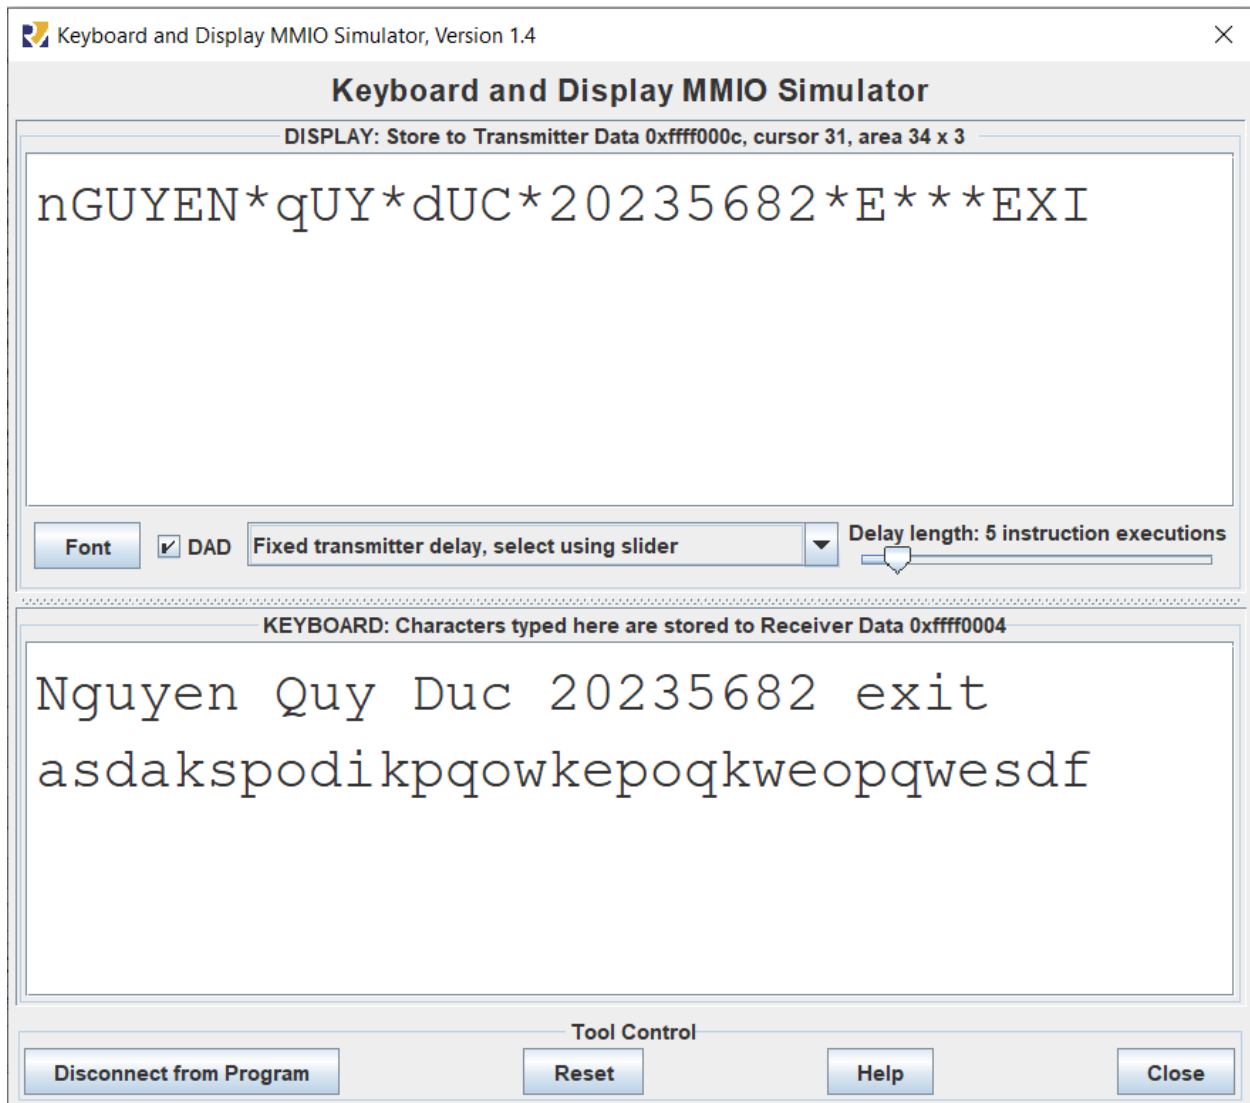 Keyboard and Display MMIO Simulator, Version 1.4
Keyboard and Display MMIO Simulator
DISPLAY: Store to Transmitter Data 0xffff000c, cursor 31, area 34 x 3
nGUYEN*qUY*dUC*20235682*E***EXI
Font
DAD
Fixed transmitter delay, select using slider
Delay length: 5 instruction executions
KEYBOARD: Characters typed here are stored to Receiver Data 0xffff0004
Nguyen Quy Duc 20235682 exit
asdakspodikpqowkepoqkweopqwesdf
Tool Control
Disconnect from Program
Reset
Help
Close